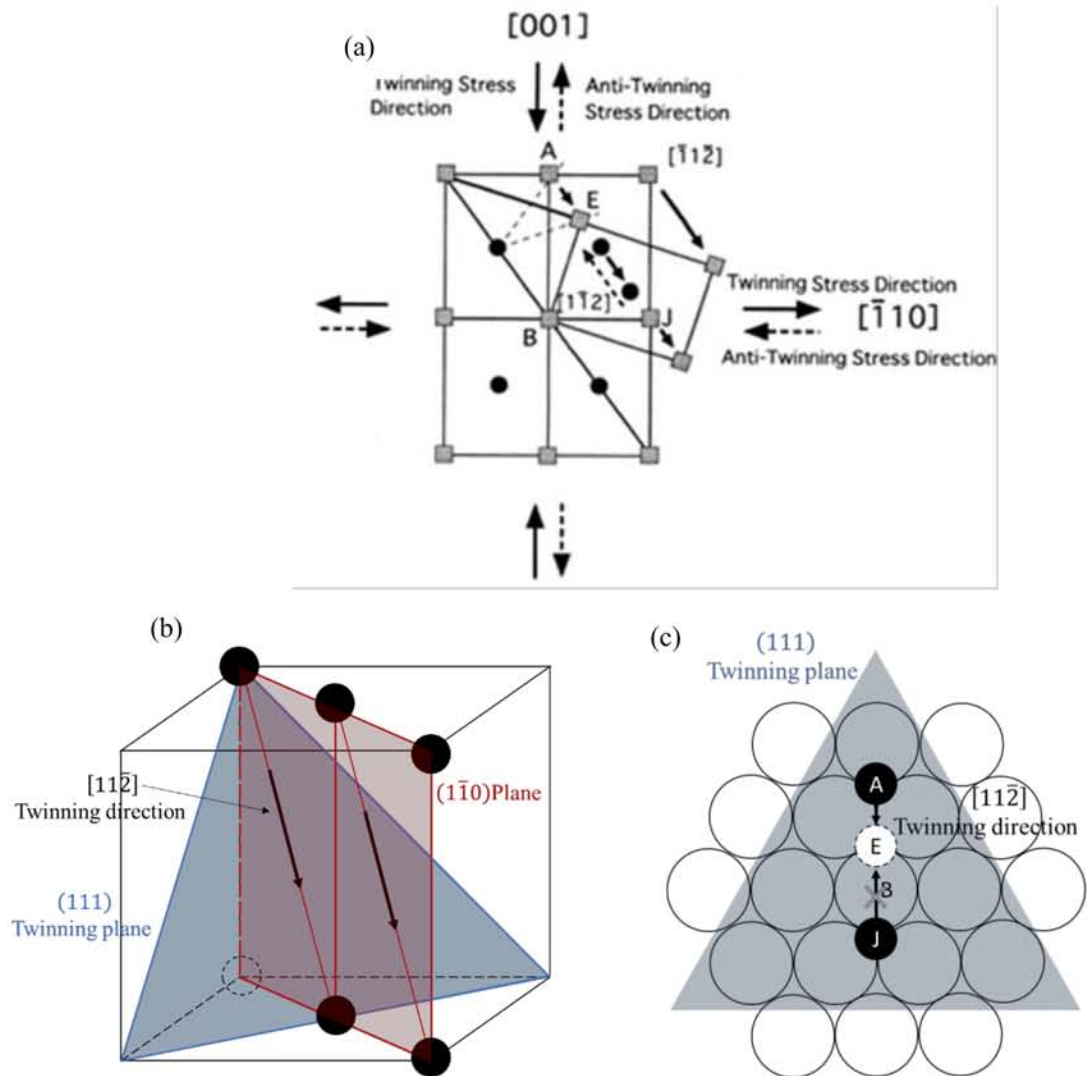 (a)
[001]
ıwinning Stress
Direction
Anti-Twinning
Stress Direction
A
[1̄12̄]
E
[11̄2]
B
J
Twinning Stress Direction
[1̄10]
Anti-Twinning Stress Direction
(b)
[112̄]
Twinning direction
(11̄0)Plane
(111)
Twinning plane
(c)
(111)
Twinning plane
A
[112̄]
Twinning direction
E
J